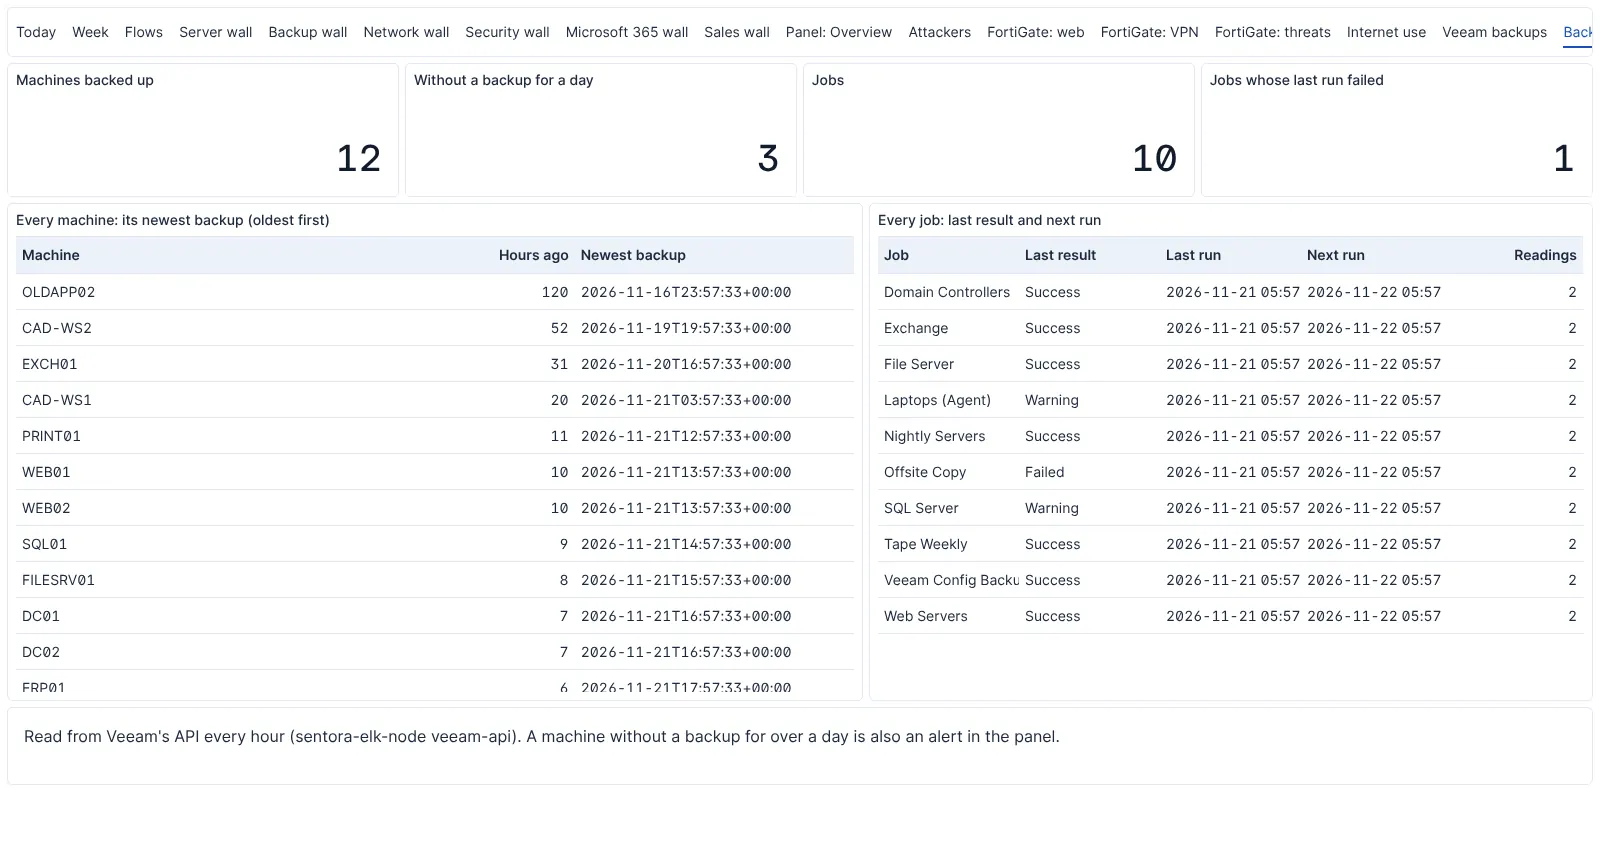 Today Week Flows Server wall Backup wall Network wall Security wall Microsoft 365 wall Sales wall Panel: Overview Attackers FortiGate: web FortiGate: VPN FortiGate: threats Internet use Veeam backups Back
Machines backed up
12
Without a backup for a day
3
Jobs
10
Jobs whose last run failed
1
Every machine: its newest backup (oldest first)
Machine Hours ago Newest backup
OLDAPP02 120 2026-11-16T23:57:33+00:00
CAD-WS2 52 2026-11-19T19:57:33+00:00
EXCH01 31 2026-11-20T16:57:33+00:00
CAD-WS1 20 2026-11-21T03:57:33+00:00
PRINT01 11 2026-11-21T12:57:33+00:00
WEB01 10 2026-11-21T13:57:33+00:00
WEB02 10 2026-11-21T13:57:33+00:00
SQL01 9 2026-11-21T14:57:33+00:00
FILESRV01 8 2026-11-21T15:57:33+00:00
DC01 7 2026-11-21T16:57:33+00:00
DC02 7 2026-11-21T16:57:33+00:00
ERP01 6 2026-11-21T17:57:33+00:00
Every job: last result and next run
Job Last result Last run Next run Readings
Domain Controllers Success 2026-11-21 05:57 2026-11-22 05:57 2
Exchange Success 2026-11-21 05:57 2026-11-22 05:57 2
File Server Success 2026-11-21 05:57 2026-11-22 05:57 2
Laptops (Agent) Warning 2026-11-21 05:57 2026-11-22 05:57 2
Nightly Servers Success 2026-11-21 05:57 2026-11-22 05:57 2
Offsite Copy Failed 2026-11-21 05:57 2026-11-22 05:57 2
SQL Server Warning 2026-11-21 05:57 2026-11-22 05:57 2
Tape Weekly Success 2026-11-21 05:57 2026-11-22 05:57 2
Veeam Config Backu Success 2026-11-21 05:57 2026-11-22 05:57 2
Web Servers Success 2026-11-21 05:57 2026-11-22 05:57 2
Read from Veeam's API every hour (sentora-elk-node veeam-api). A machine without a backup for over a day is also an alert in the panel.